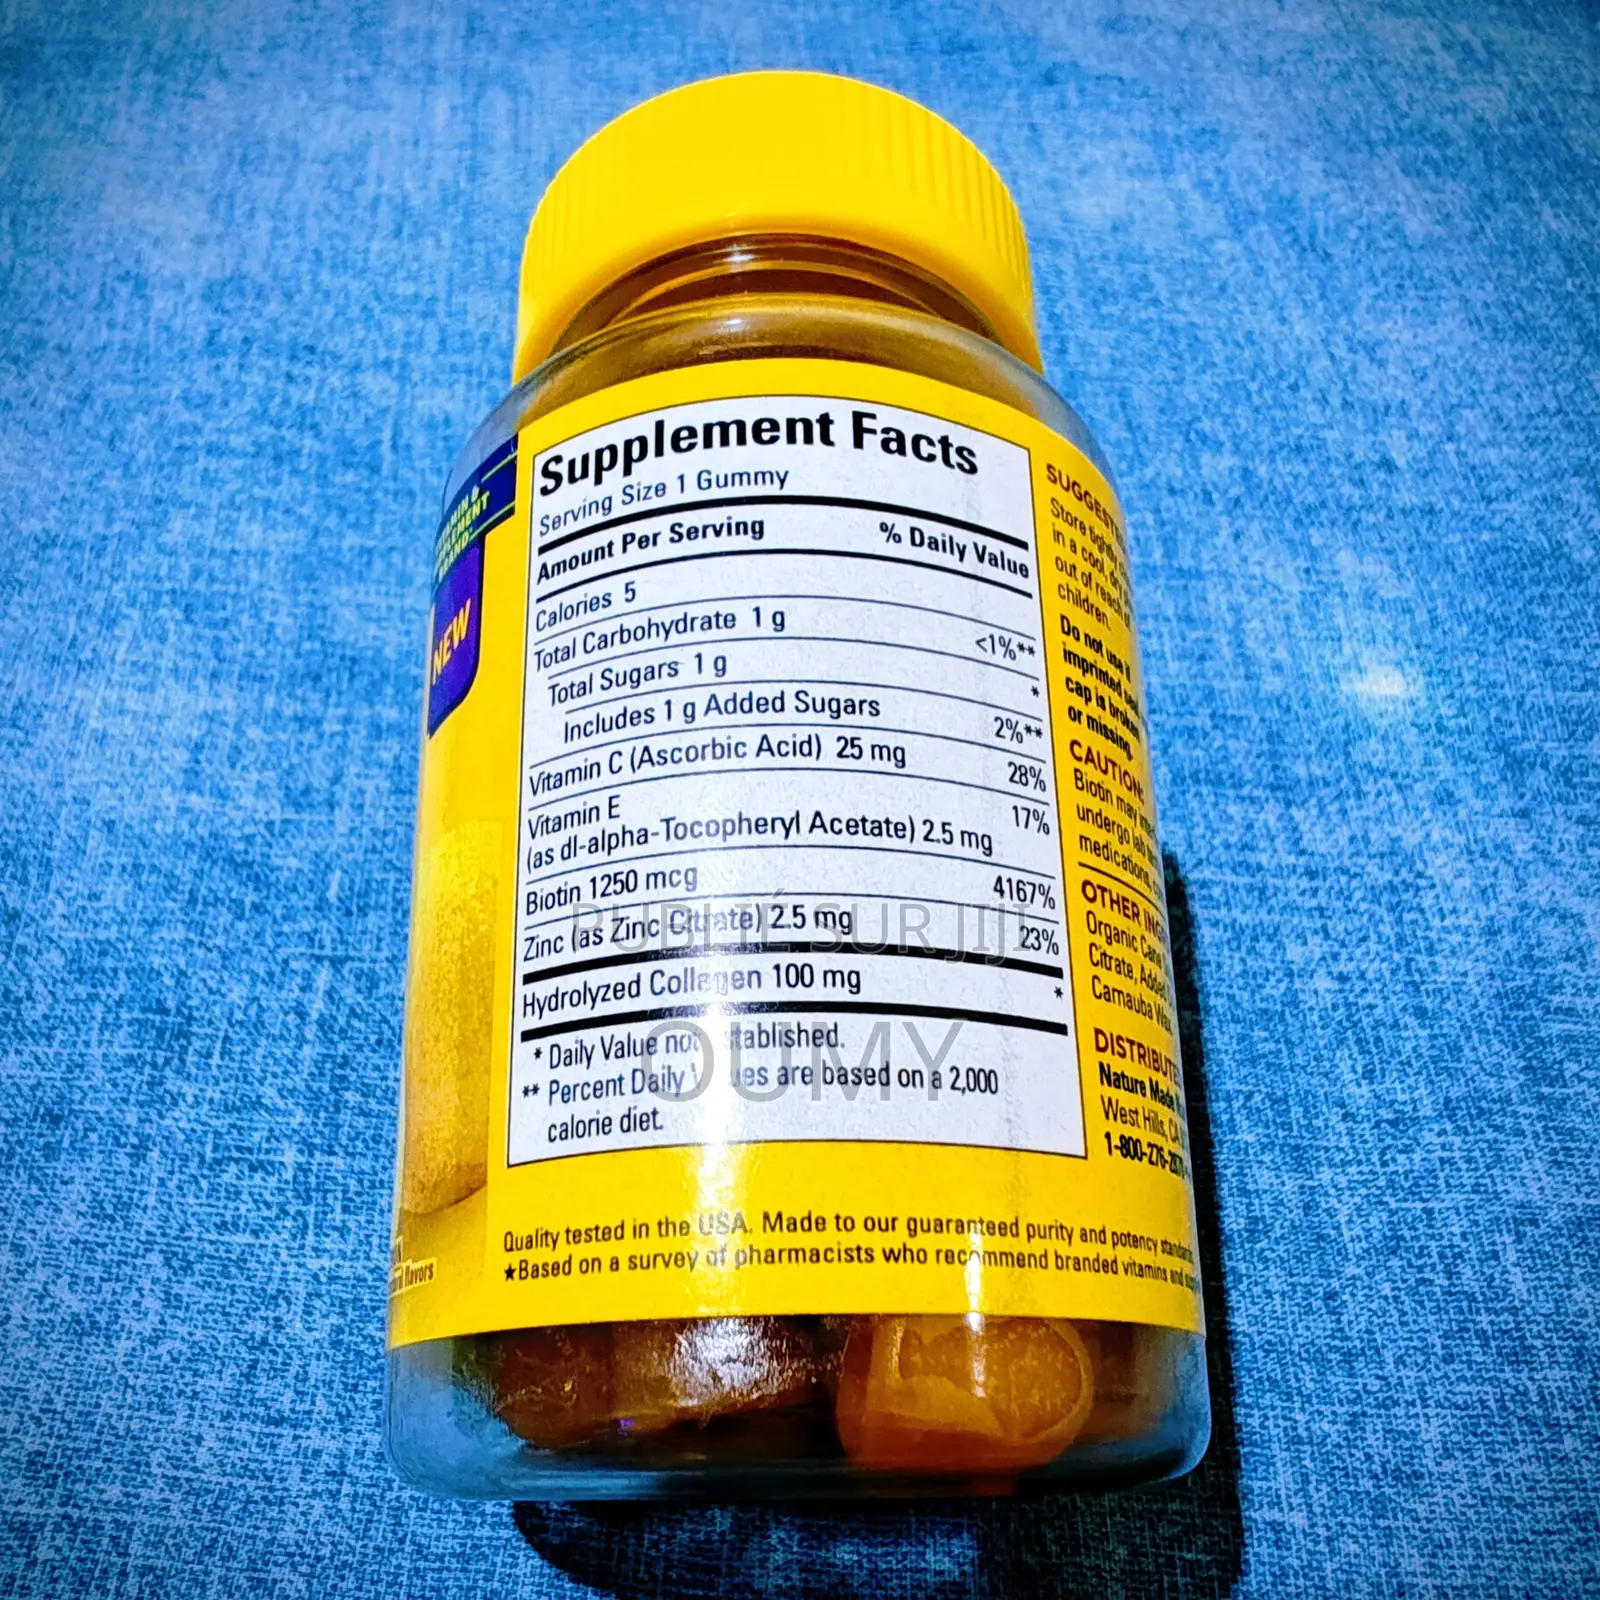 NEW
Supplement Facts
Serving Size 1 Gummy
Amount Per Serving % Daily Value
Calories 5
Total Carbohydrate 1 g <1%**
Total Sugars 1 g *
Includes 1 g Added Sugars 2%**
Vitamin C (Ascorbic Acid) 25 mg 28%
Vitamin E 17%
(as dl-alpha-Tocopheryl Acetate) 2.5 mg
Biotin 1250 mcg 4167%
Zinc (as Zinc Citrate) 2.5 mg 23%
Hydrolyzed Collagen 100 mg *
* Daily Value not established.
** Percent Daily Values are based on a 2,000
calorie diet.
Quality tested in the USA. Made to our guaranteed purity and potency
★Based on a survey of pharmacists who recommend branded vitamins and
Store tightly
in a cool, dry
out of reach of
children.
Do not use if
imprinted seal
cap is broken
or missing.
CAUTION:
Biotin may
undergo lab
medications,
OTHER
Organic Cane
Citrate, Added
Carnauba Wax
Nature Made
West Hills, CA
flavors
PUBLIÉ SUR JIJI
OUMY